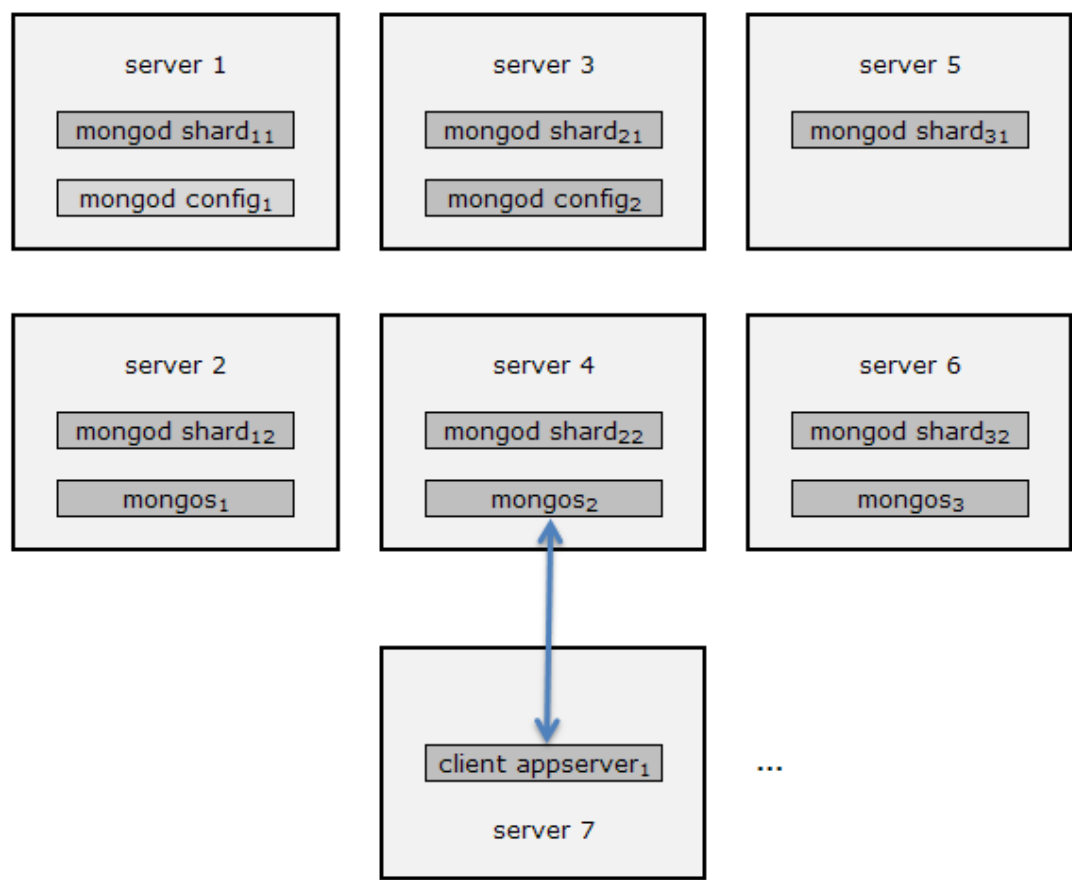 server 1
mongod shard₁₁
mongod config₁
server 3
mongod shard₂₁
mongod config₂
server 5
mongod shard₃₁
server 2
mongod shard₁₂
mongos₁
server 4
mongod shard₂₂
mongos₂
server 6
mongod shard₃₂
mongos₃
client appserver₁
server 7
...